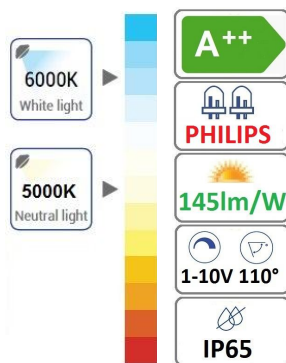 6000K
White light
5000K
Neutral light
A++
PHILIPS
145lm/W
1-10V 110°
IP65